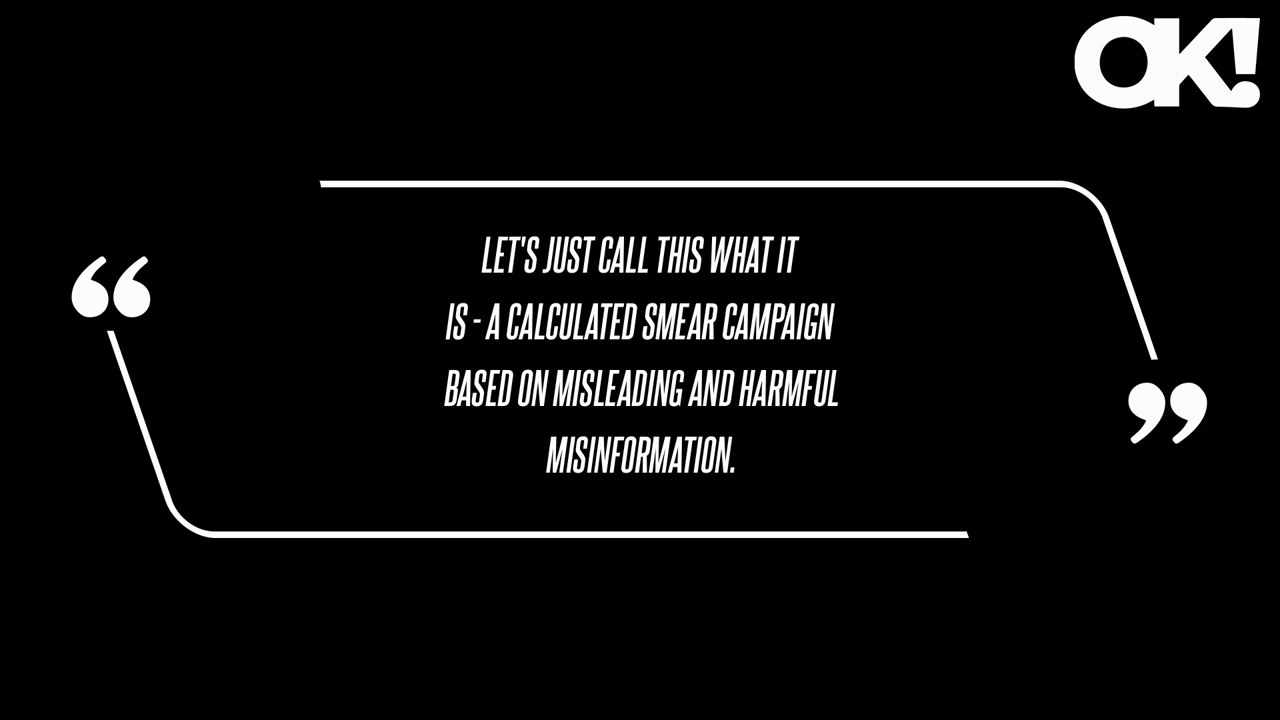 OK!
“
LET'S JUST CALL THIS WHAT IT
IS - A CALCULATED SMEAR CAMPAIGN
BASED ON MISLEADING AND HARMFUL
MISINFORMATION.
”